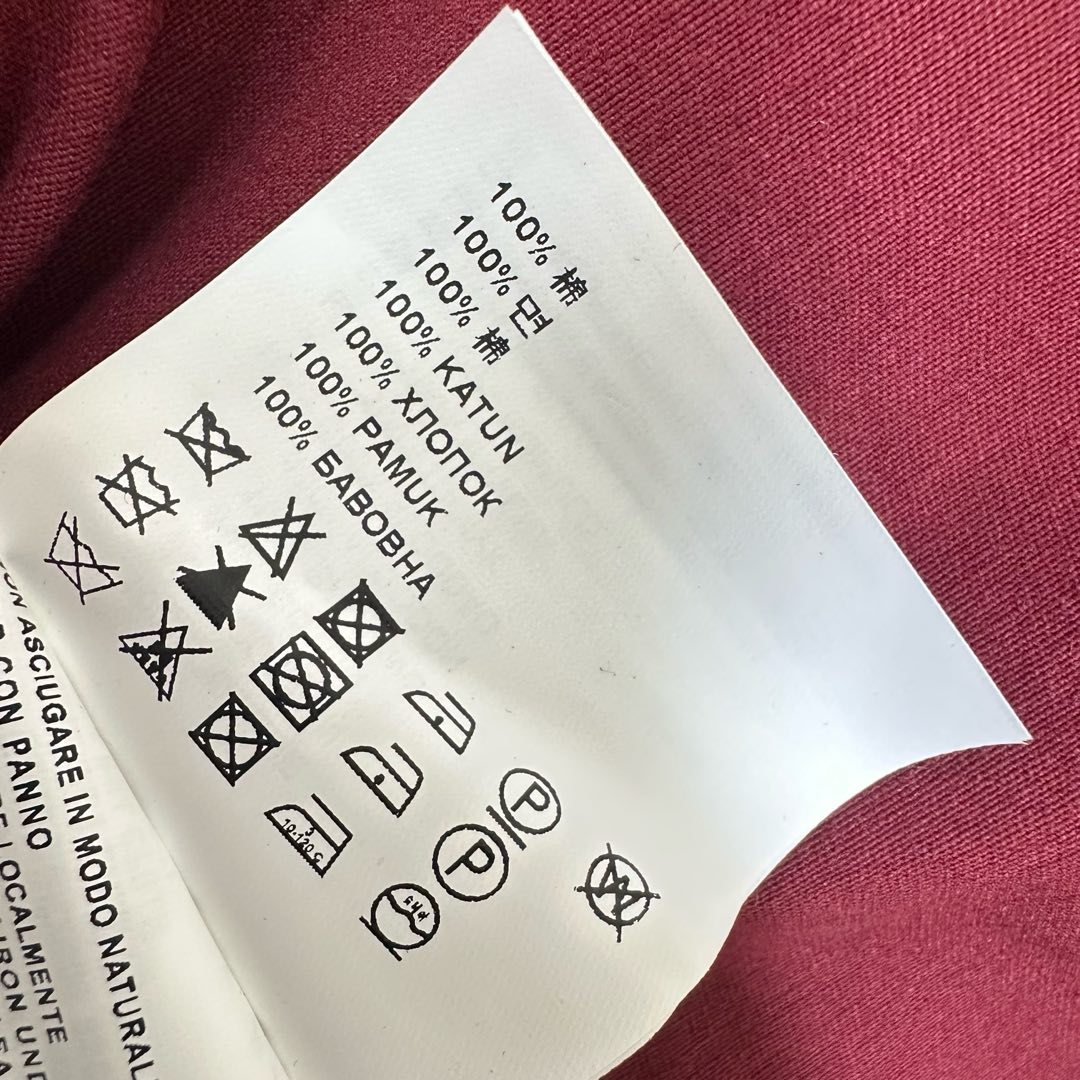 100% 棉
100% 면
100% 棉
100% KATUN
100% ХЛОПОК
100% PAMUK
100% БАВОВНА
P
P
ASCIUGARE IN MODO NATURAL
CON PANNO
LOCALMENTE